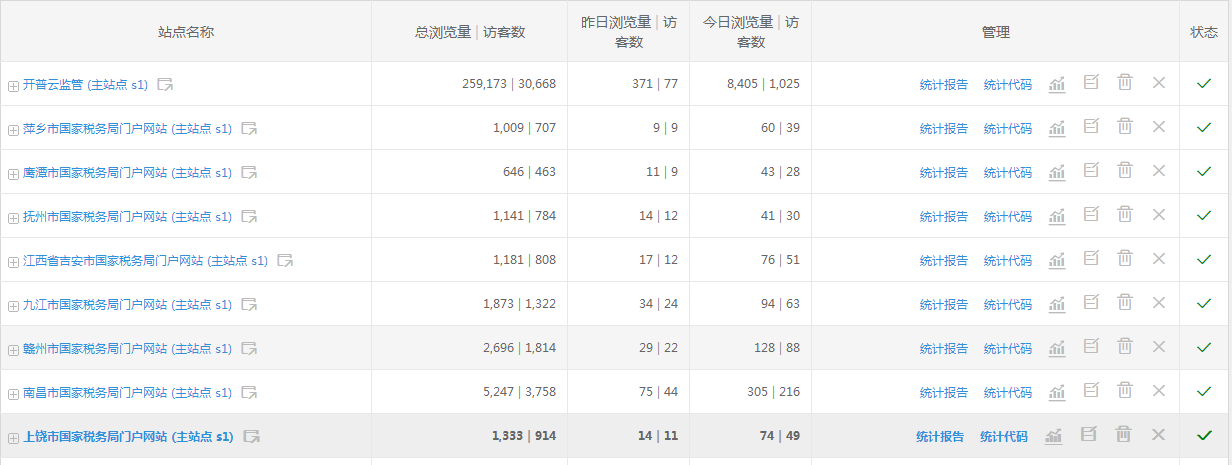 站点名称 总浏览量 | 访客数 昨日浏览量 | 访客数 今日浏览量 | 访客数 管理 状态
开普云监管 (主站点 s1) 259,173 | 30,668 371 | 77 8,405 | 1,025 统计报告 统计代码
萍乡市国家税务局门户网站 (主站点 s1) 1,009 | 707 9 | 9 60 | 39 统计报告 统计代码
鹰潭市国家税务局门户网站 (主站点 s1) 646 | 463 11 | 9 43 | 28 统计报告 统计代码
抚州市国家税务局门户网站 (主站点 s1) 1,141 | 784 14 | 12 41 | 30 统计报告 统计代码
江西省吉安市国家税务局门户网站 (主站点 s1) 1,181 | 808 17 | 12 76 | 51 统计报告 统计代码
九江市国家税务局门户网站 (主站点 s1) 1,873 | 1,322 34 | 24 94 | 63 统计报告 统计代码
赣州市国家税务局门户网站 (主站点 s1) 2,696 | 1,814 29 | 22 128 | 88 统计报告 统计代码
南昌市国家税务局门户网站 (主站点 s1) 5,247 | 3,758 75 | 44 305 | 216 统计报告 统计代码
上饶市国家税务局门户网站 (主站点 s1) 1,333 | 914 14 | 11 74 | 49 统计报告 统计代码